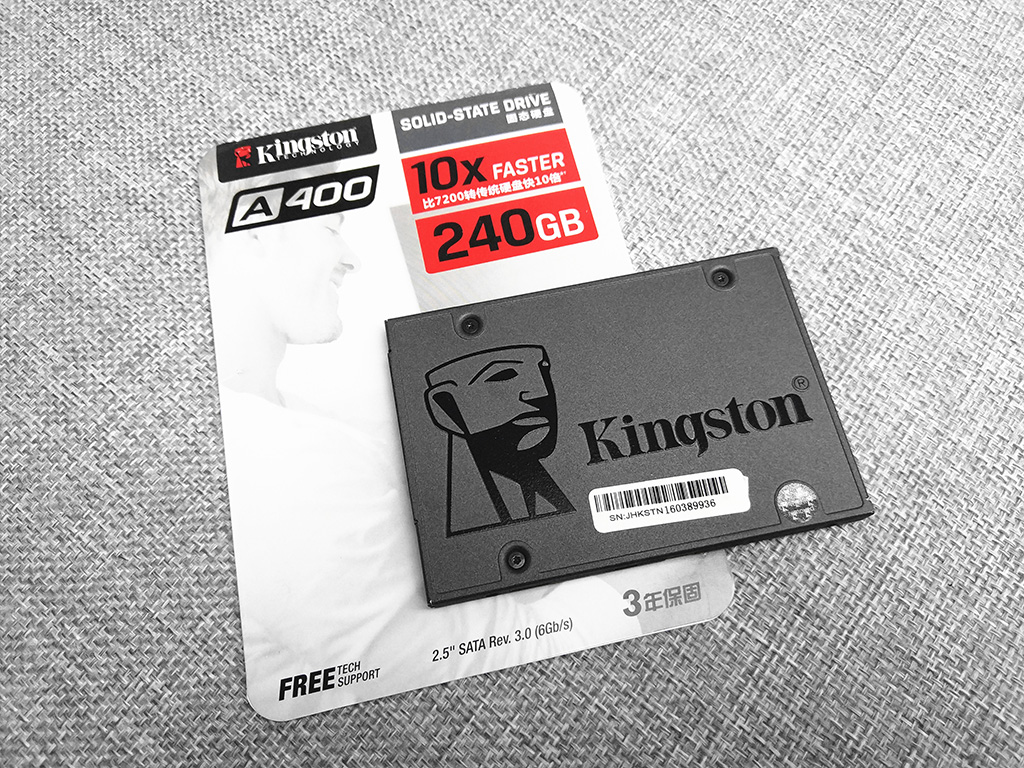 Kingston
TECHNOLOGY
A400
SOLID-STATE DRIVE
固态硬盘
10x FASTER
比7200转传统硬盘快10倍*¹
240GB
Kingston®
SN:JHKSTN160389936
3年保固
2.5" SATA Rev. 3.0 (6Gb/s)
FREE TECH
SUPPORT